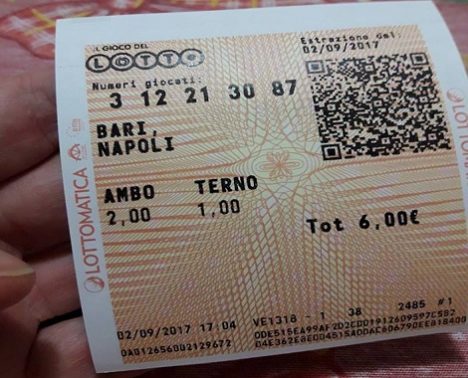 IL GIOCO DEL
LOTTO
Estrazione del
02/09/2017
Numeri giocati:
3 12 21 30 87
BARI,
NAPOLI
AMBO TERNO
2,00 1,00
Tot 6,00€
LOTTOMATICA
02/09/2017 17:04 VE1318 - 1 38 2485 #1